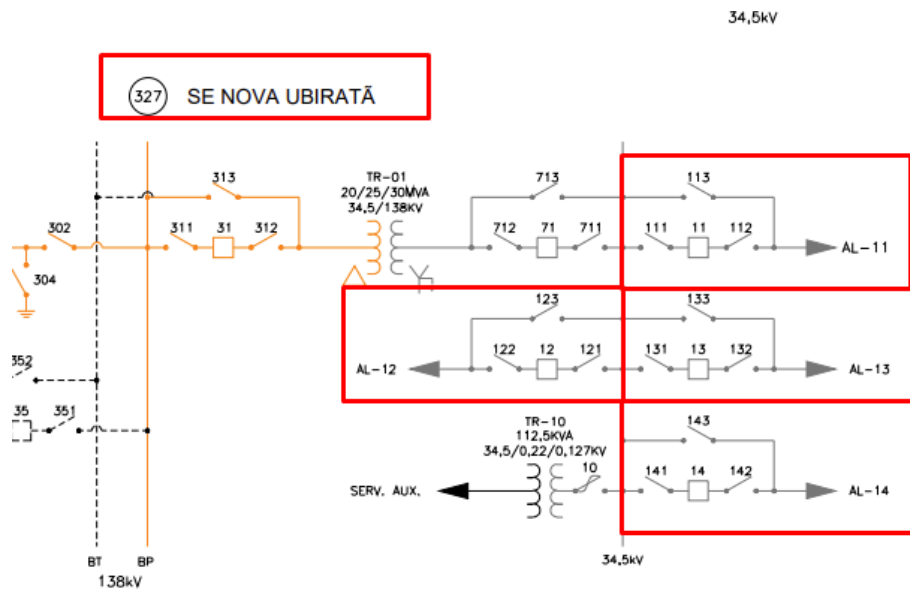 34,5kV
327 SE NOVA UBIRATÃ
313
TR-01
20/25/30MVA
34,5/138KV
713
113
302
311
31
312
712
71
711
111
11
112
AL-11
304
123
133
352
122
12
121
131
13
132
AL-12
AL-13
35
351
TR-10
112,5KVA
34,5/0,22/0,127KV
143
10
141
14
142
SERV. AUX.
AL-14
BT
BP
34,5kV
138kV